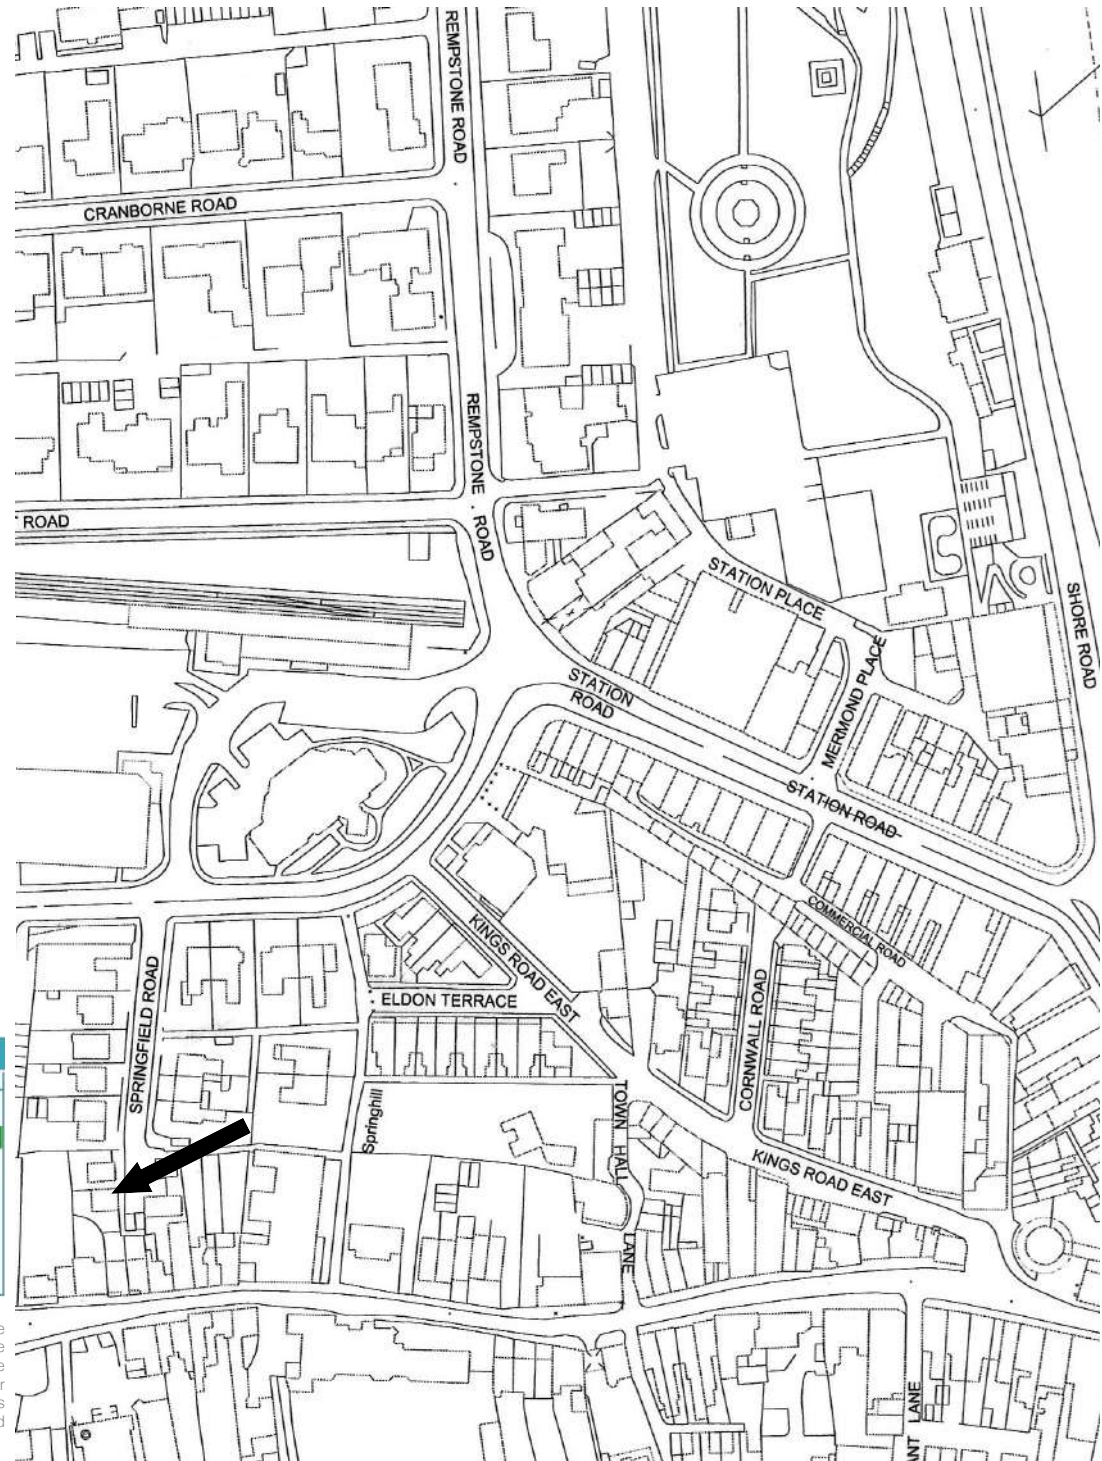 REMPSTONE ROAD
CRANBORNE ROAD
REMPSTONE
ROAD
ROAD
STATION PLACE
SHORE ROAD
MERMOND PLACE
STATION
ROAD
STATION ROAD
COMMERCIAL ROAD
KINGS ROAD EAST
SPRINGFIELD ROAD
ELDON TERRACE
CORNWALL ROAD
Springhill
TOWN HALL
LANE
KINGS ROAD EAST
LANE